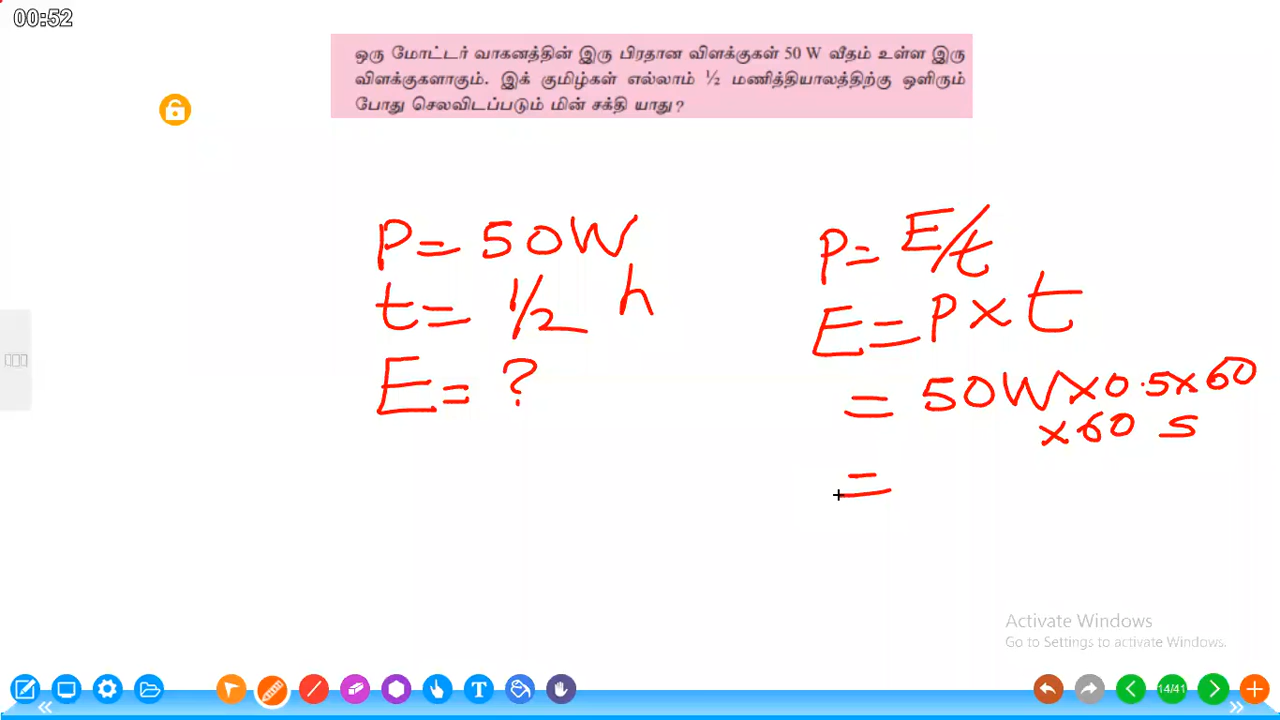 00:52
ஒரு மோட்டர் வாகனத்தின் இரு பிரதான விளக்குகள் 50 W வீதம் உள்ள இரு
விளக்குகளாகும். இக் குமிழ்கள் எல்லாம் ½ மணித்தியாலத்திற்கு ஒளிரும்
போது செலவிடப்படும் மின் சக்தி யாது?
P = 50W
t = 1/2 h
E = ?
P = E/t
E = P x t
= 50W x 0.5 x 60
x 60 s
=
Activate Windows
Go to Settings to activate Windows.
T
14/41